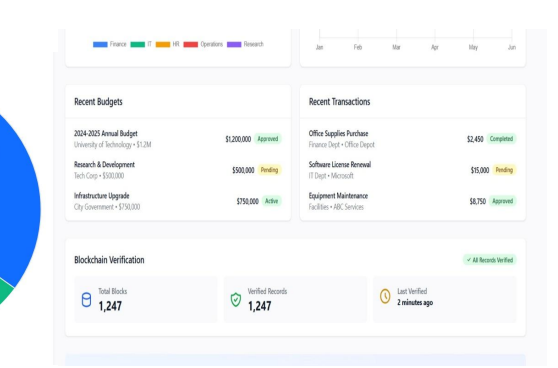 Finance IT HR Operations Research
Jan Feb Mar Apr May Jun
Recent Budgets
2024-2025 Annual Budget
University of Technology • $1.2M
$1,200,000 Approved
Research & Development
Tech Corp • $500,000
$500,000 Pending
Infrastructure Upgrade
City Government • $750,000
$750,000 Active
Recent Transactions
Office Supplies Purchase
Finance Dept • Office Depot
$2,450 Completed
Software License Renewal
IT Dept • Microsoft
$15,000 Pending
Equipment Maintenance
Facilities • ABC Services
$8,750 Approved
Blockchain Verification
✓ All Records Verified
Total Blocks
1,247
Verified Records
1,247
Last Verified
2 minutes ago